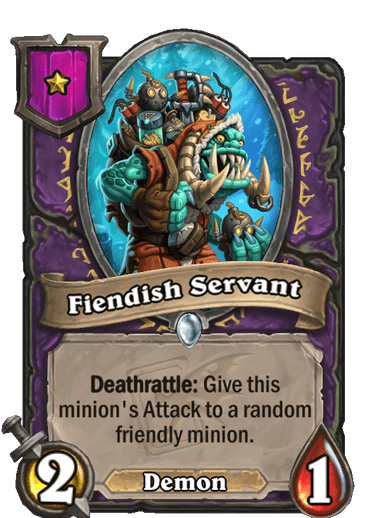 Fiendish Servant
Deathrattle: Give this
minion's Attack to a random
friendly minion.
2
Demon
1